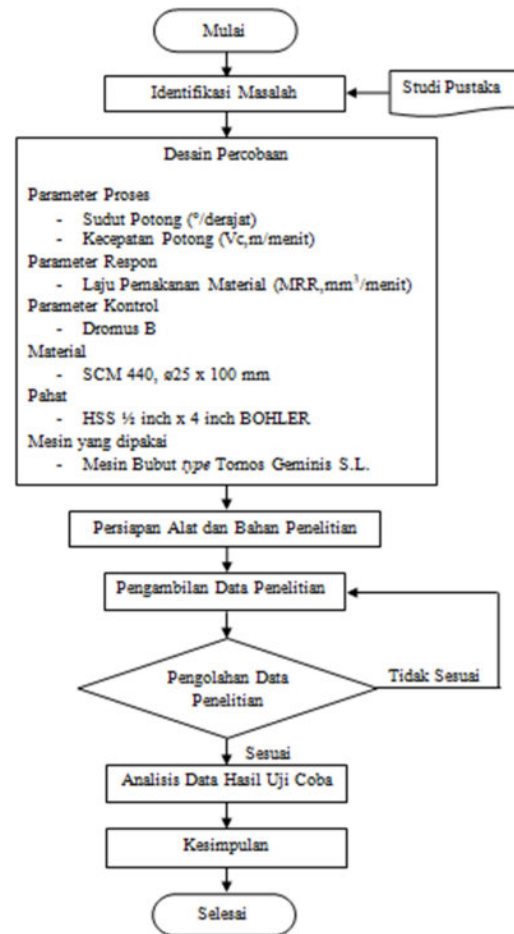 Mulai
Identifikasi Masalah
Studi Pustaka
Desain Percobaan
Parameter Proses
- Sudut Potong (°/derajat)
- Kecepatan Potong (Vc,m/menit)
Parameter Respon
- Laju Pemakanan Material (MRR,mm³/menit)
Parameter Kontrol
- Dromus B
Material
- SCM 440, ø25 x 100 mm
Pahat
- HSS ½ inch x 4 inch BOHLER
Mesin yang dipakai
- Mesin Bubut type Tornos Geminis S.L.
Persiapan Alat dan Bahan Penelitian
Pengambilan Data Penelitian
Pengolahan Data
Penelitian
Tidak Sesuai
Sesuai
Analisis Data Hasil Uji Coba
Kesimpulan
Selesai